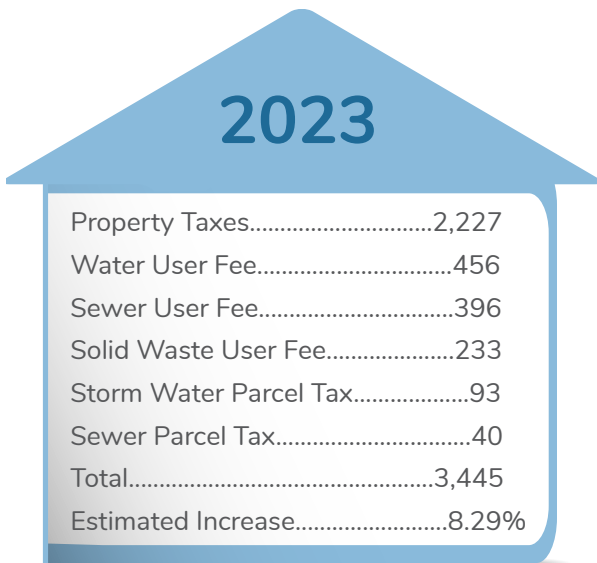 2023
Property Taxes..............................2,227
Water User Fee................................456
Sewer User Fee................................396
Solid Waste User Fee.....................233
Storm Water Parcel Tax...................93
Sewer Parcel Tax................................40
Total..................................................3,445
Estimated Increase.........................8.29%